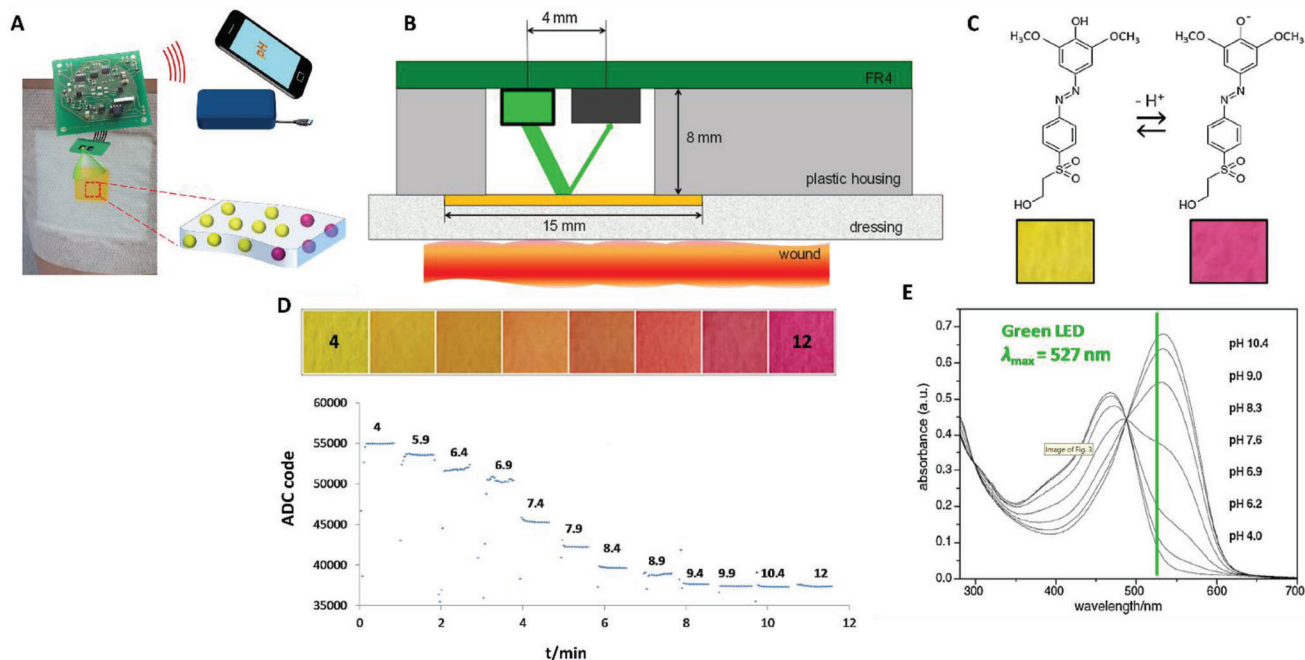 A
pH
B
4 mm
FR4
8 mm
plastic housing
15 mm
dressing
wound
C
OH
H₃CO
OCH₃
N
N
S
O
O
HO
- H⁺
O⁻
H₃CO
OCH₃
N
N
S
O
O
HO
D
4
12
60000
55000
50000
45000
40000
35000
ADC code
4
5.9
6.4
6.9
7.4
7.9
8.4
8.9
9.4
9.9
10.4
12
0
2
4
6
8
10
12
t/min
E
Green LED
λmax = 527 nm
pH 10.4
pH 9.0
pH 8.3
pH 7.6
pH 6.9
pH 6.2
pH 4.0
Image of Fig. 3
0.7
0.6
0.5
0.4
0.3
0.2
0.1
0.0
absorbance (a.u.)
300
400
500
600
700
wavelength/nm